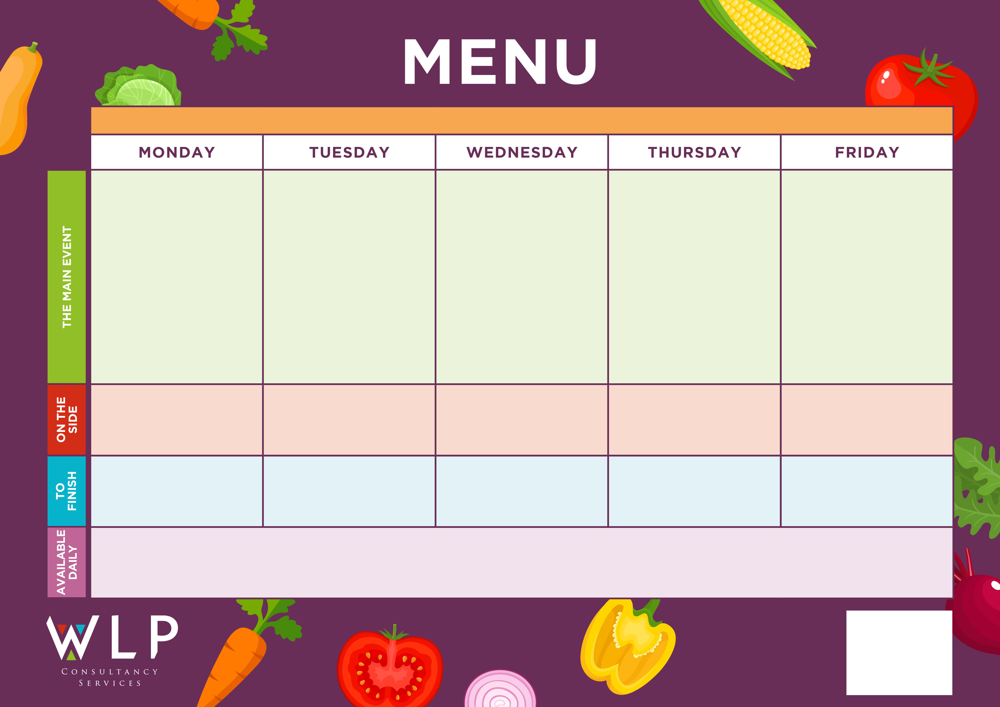 MENU
MONDAY
TUESDAY
WEDNESDAY
THURSDAY
FRIDAY
THE MAIN EVENT
ON THE
SIDE
TO
FINISH
AVAILABLE
DAILY
WLP
CONSULTANCY
SERVICES